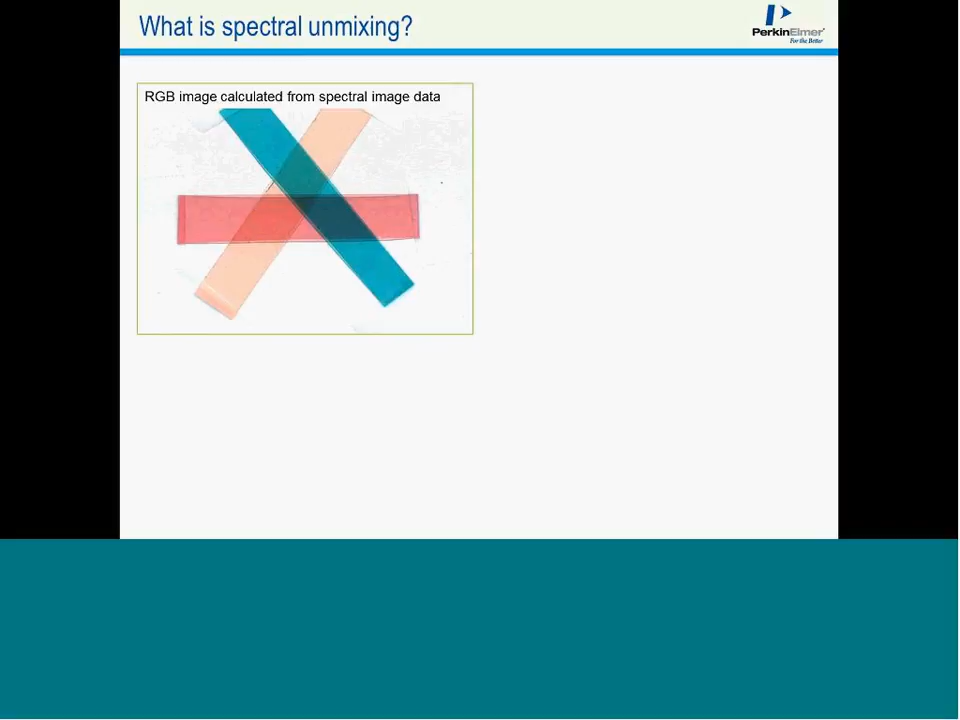 What is spectral unmixing?
PerkinElmer
For the Better
RGB image calculated from spectral image data